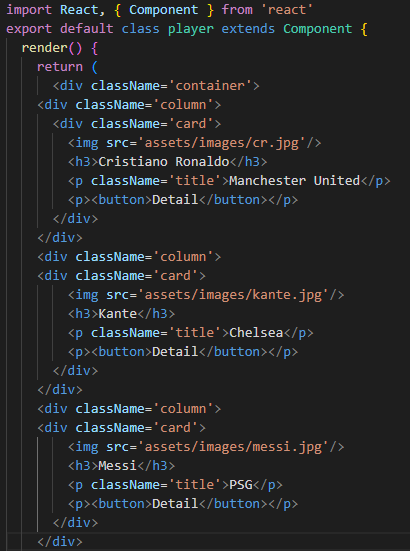 import React, { Component } from 'react'
export default class player extends Component {
render() {
return (
<div className='container'>
<div className='column'>
<div className='card'>
<img src='assets/images/cr.jpg'/>
<h3>Cristiano Ronaldo</h3>
<p className='title'>Manchester United</p>
<p><button>Detail</button></p>
</div>
</div>
<div className='column'>
<div className='card'>
<img src='assets/images/kante.jpg'/>
<h3>Kante</h3>
<p className='title'>Chelsea</p>
<p><button>Detail</button></p>
</div>
</div>
<div className='column'>
<div className='card'>
<img src='assets/images/messi.jpg'/>
<h3>Messi</h3>
<p className='title'>PSG</p>
<p><button>Detail</button></p>
</div>
</div>